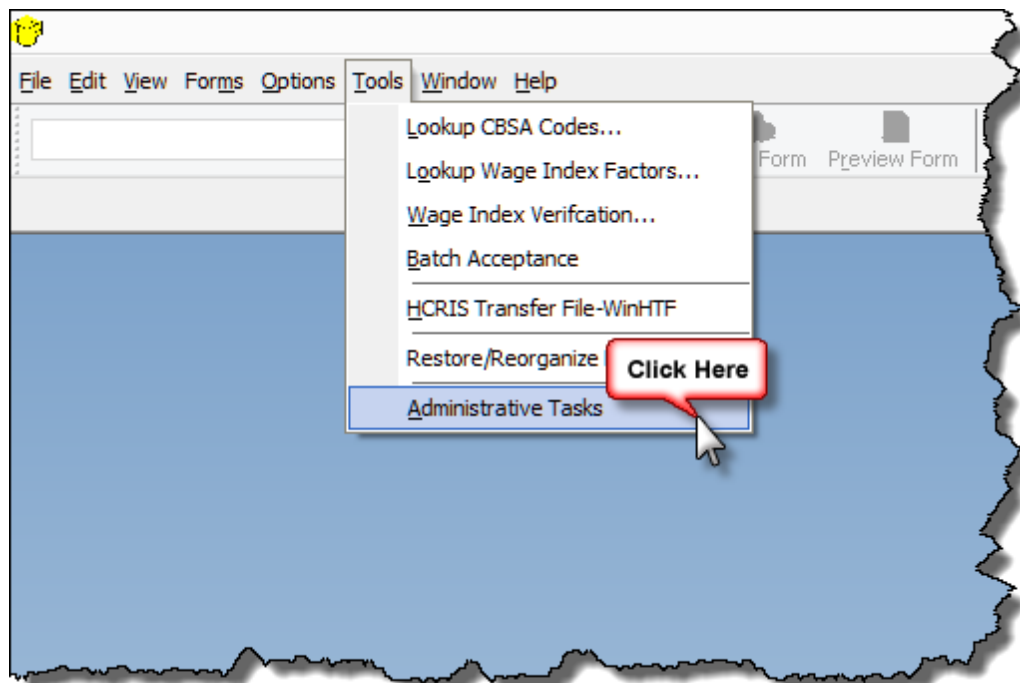 File Edit View Forms Options Tools Window Help
Lookup CBSA Codes...
Form Preview Form
Lookup Wage Index Factors...
Wage Index Verifcation...
Batch Acceptance
HCRIS Transfer File-WinHTF
Restore/Reorganize
Click Here
Administrative Tasks